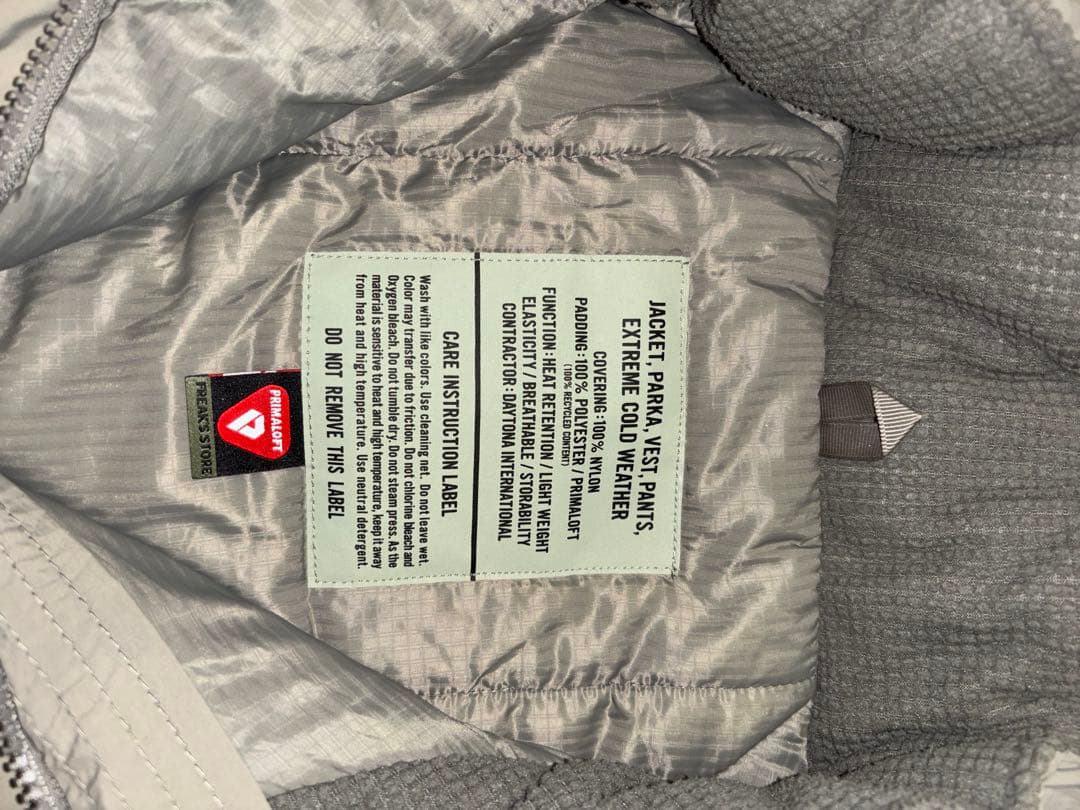 JACKET, PARKA, VEST, PANTS,
EXTREME COLD WEATHER
COVERING : 100% NYLON
PADDING : 100% POLYESTER / PRIMALOFT
(100% RECYCLED CONTENT)
FUNCTION : HEAT RETENTION / LIGHT WEIGHT
ELASTICITY / BREATHABLE / STORABILITY
CONTRACTOR : DAYTONA INTERNATIONAL
CARE INSTRUCTION LABEL
Wash with like colors. Use cleaning net. Do not leave wet.
Color may transfer due to friction. Do not chlorine bleach and
Oxygen bleach. Do not tumble dry. Do not steam press. As the
material is sensitive to heat and high temperature, keep it away
from heat and high temperature. Use neutral detergent.
DO NOT REMOVE THIS LABEL
PRIMALOFT
FREAK'S STORE